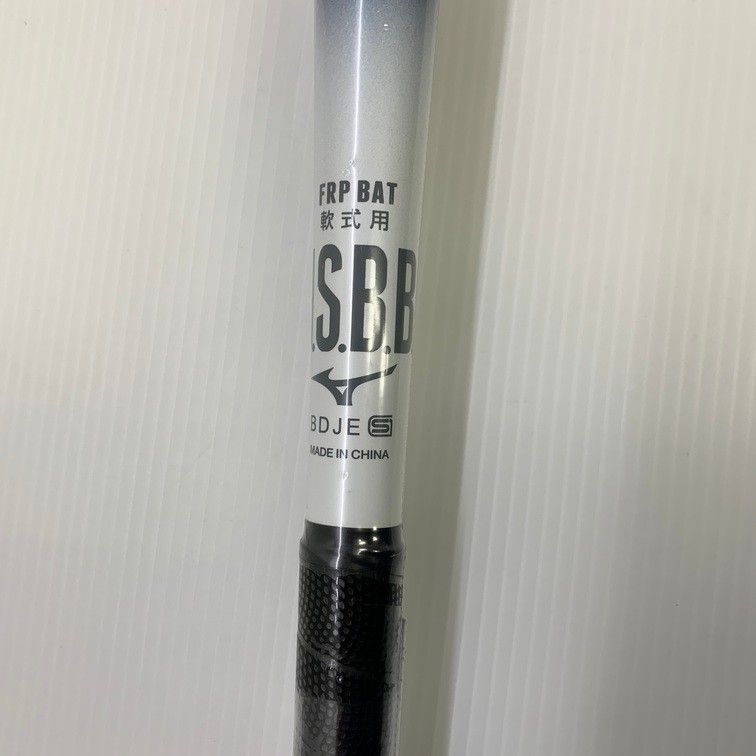 FRP BAT
軟式用
.S.B.B.
BDJE S
MADE IN CHINA